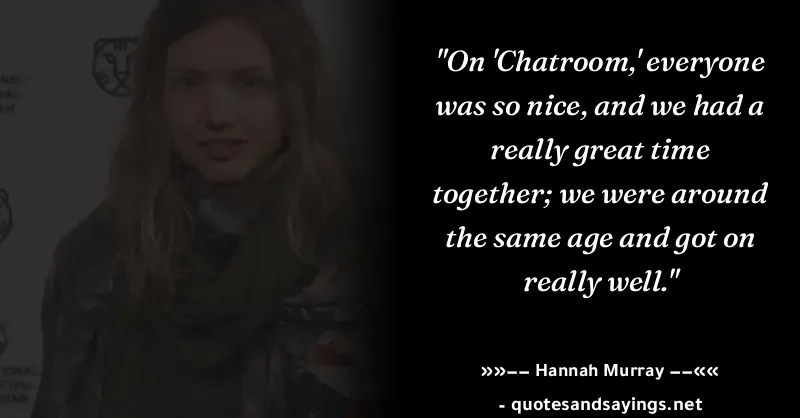 "On 'Chatroom,' everyone
was so nice, and we had a
really great time
together; we were around
the same age and got on
really well."
»»-- Hannah Murray --««
- quotesandsayings.net